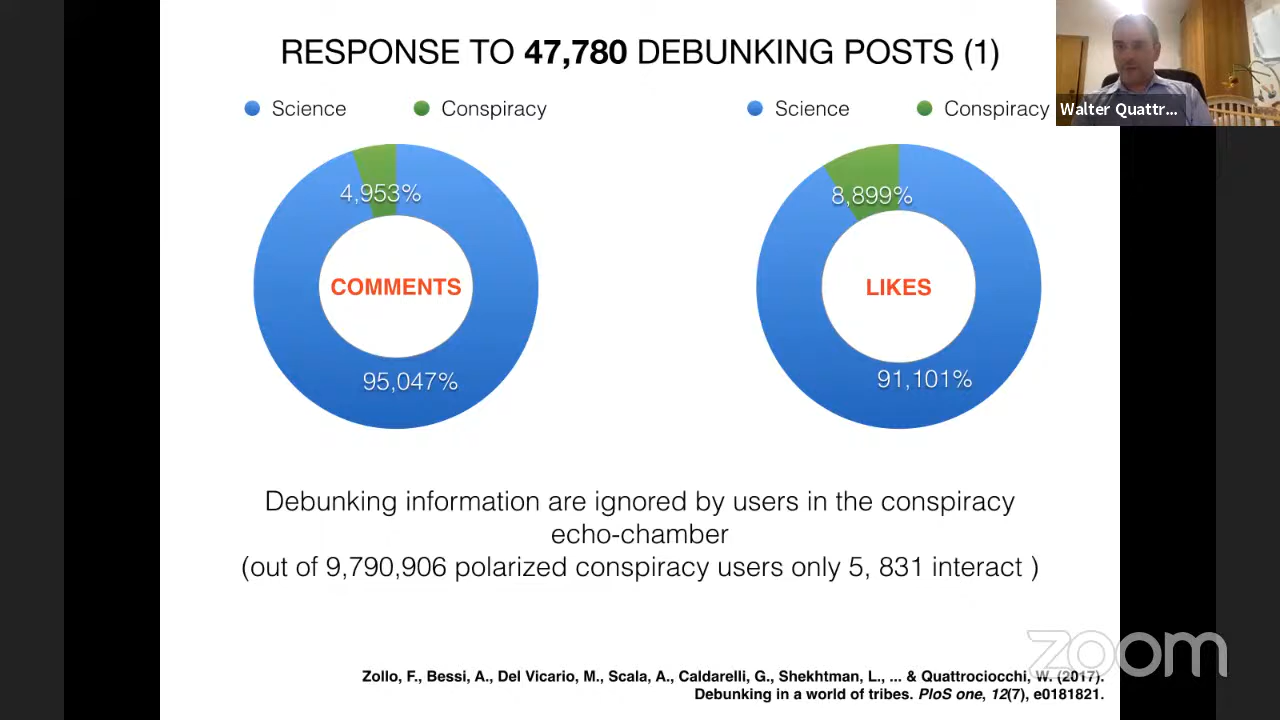 RESPONSE TO 47,780 DEBUNKING POSTS (1)
Science Conspiracy
Science Conspiracy
Walter Quattr...
4,953%
COMMENTS
95,047%
8,899%
LIKES
91,101%
Debunking information are ignored by users in the conspiracy
echo-chamber
(out of 9,790,906 polarized conspiracy users only 5, 831 interact )
zoom
Zollo, F., Bessi, A., Del Vicario, M., Scala, A., Caldarelli, G., Shekhtman, L., ... & Quattrociocchi, W. (2017).
Debunking in a world of tribes. PloS one, 12(7), e0181821.